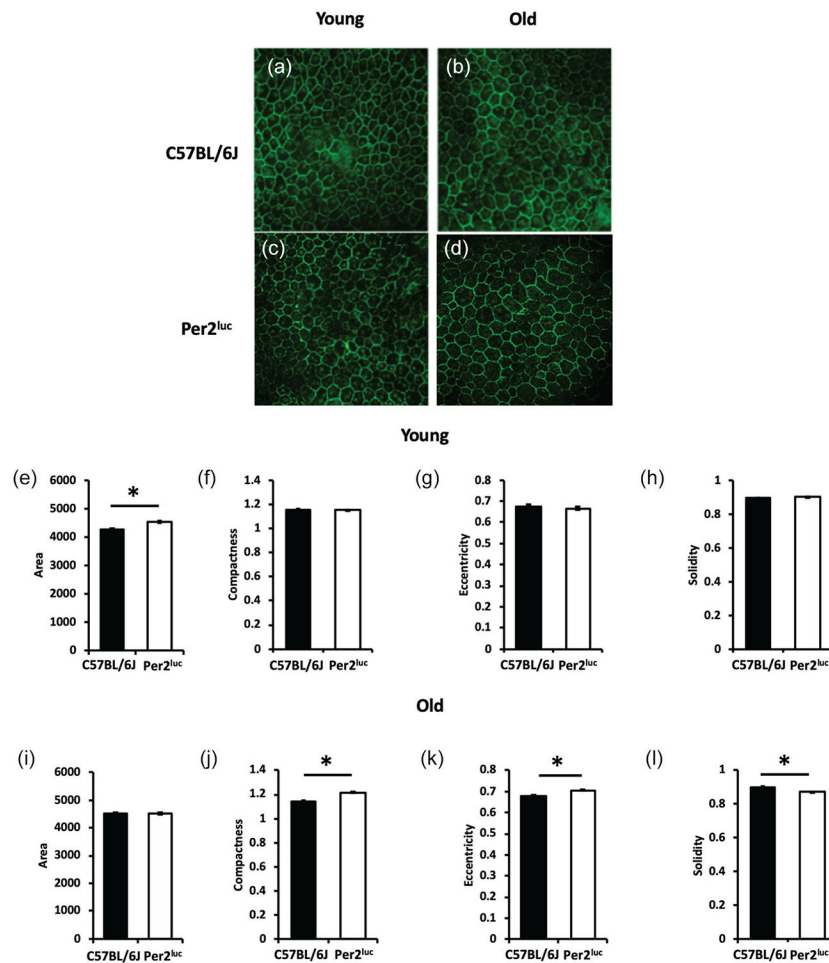 Young Old
(a) (b)
C57BL/6J
(c) (d)
Per2luc
Young
(e) (f) (g) (h)
6000 1.4 0.8 1
5000 1.2 0.7 0.8
4000 1 0.6 0.6
3000 0.8 0.5 0.4
2000 0.6 0.4 0.2
1000 0.4 0.3 0
0 0.2 0.2
0 0.1
0
*
Area Compactness Eccentricity Solidity
C57BL/6J Per2luc C57BL/6J Per2luc C57BL/6J Per2luc C57BL/6J Per2luc
Old
(i) (j) (k) (l)
6000 1.4 0.8 1
5000 1.2 0.7 0.8
4000 1 0.6 0.6
3000 0.8 0.5 0.4
2000 0.6 0.4 0.2
1000 0.4 0.3 0
0 0.2 0.2
0 0.1
0
* * *
Area Compactness Eccentricity Solidity
C57BL/6J Per2luc C57BL/6J Per2luc C57BL/6J Per2luc C57BL/6J Per2luc